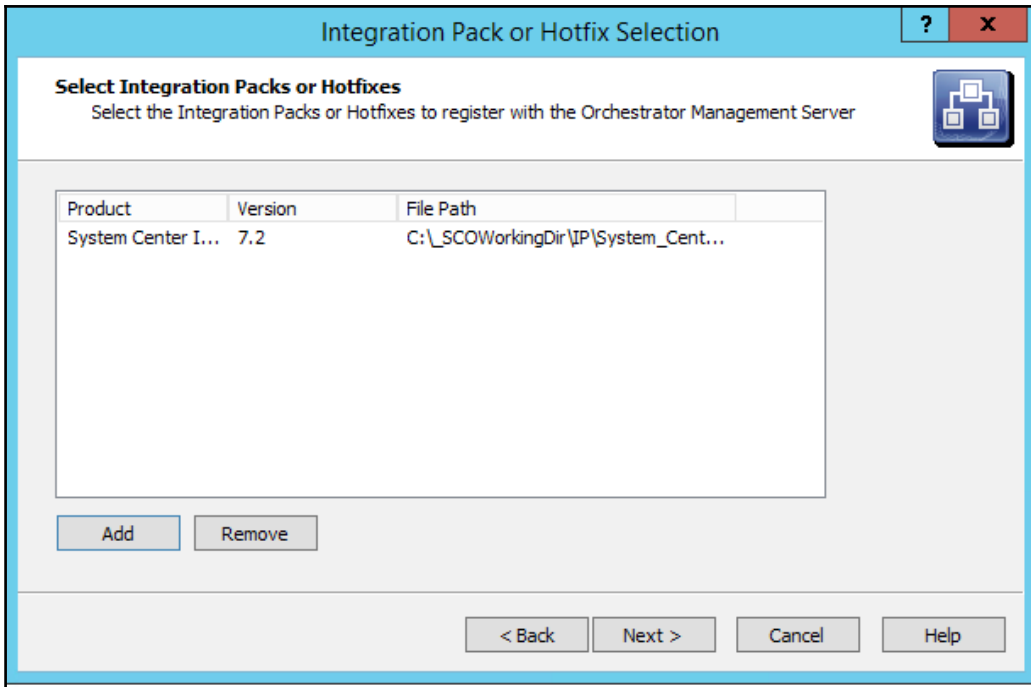 Integration Pack or Hotfix Selection
? x
Select Integration Packs or Hotfixes
Select the Integration Packs or Hotfixes to register with the Orchestrator Management Server
Product Version File Path
System Center I... 7.2 C:\_SCOWorkingDir\IP\System_Cent...
Add Remove
< Back Next > Cancel Help